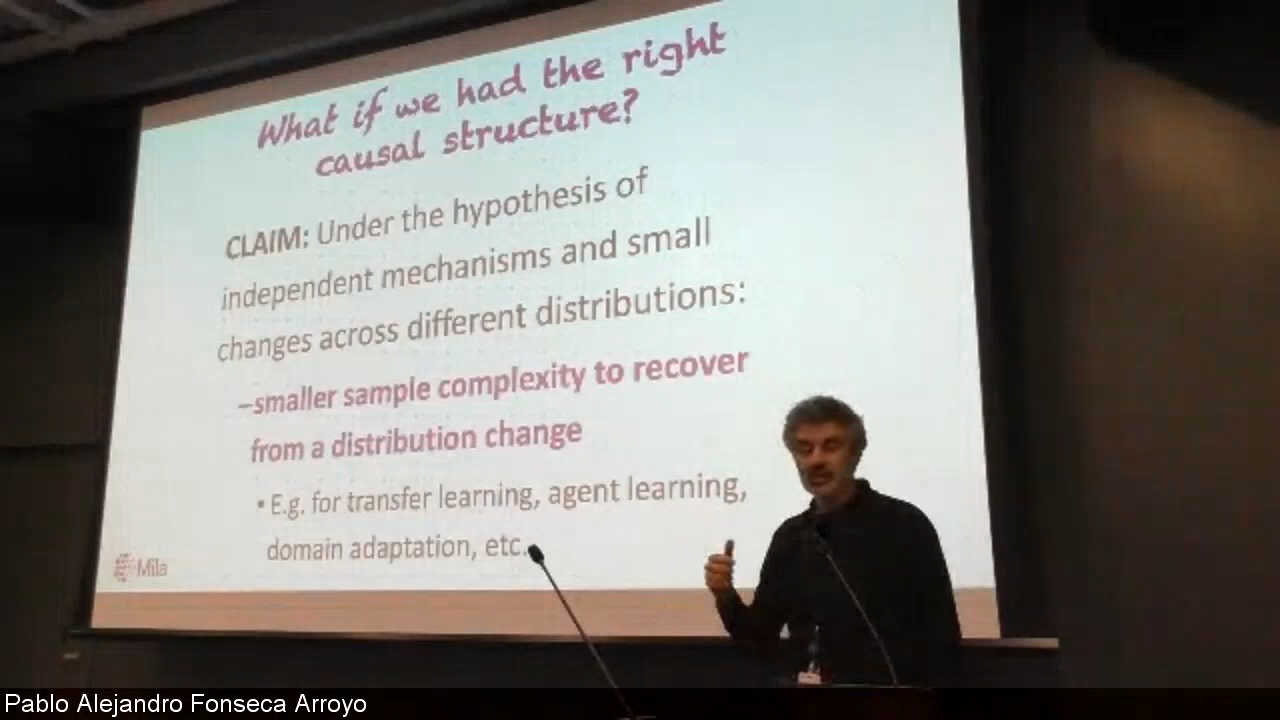 What if we had the right
causal structure?
CLAIM: Under the hypothesis of
independent mechanisms and small
changes across different distributions:
–smaller sample complexity to recover
from a distribution change
• E.g. for transfer learning, agent learning,
domain adaptation, etc.
Mila
Pablo Alejandro Fonseca Arroyo